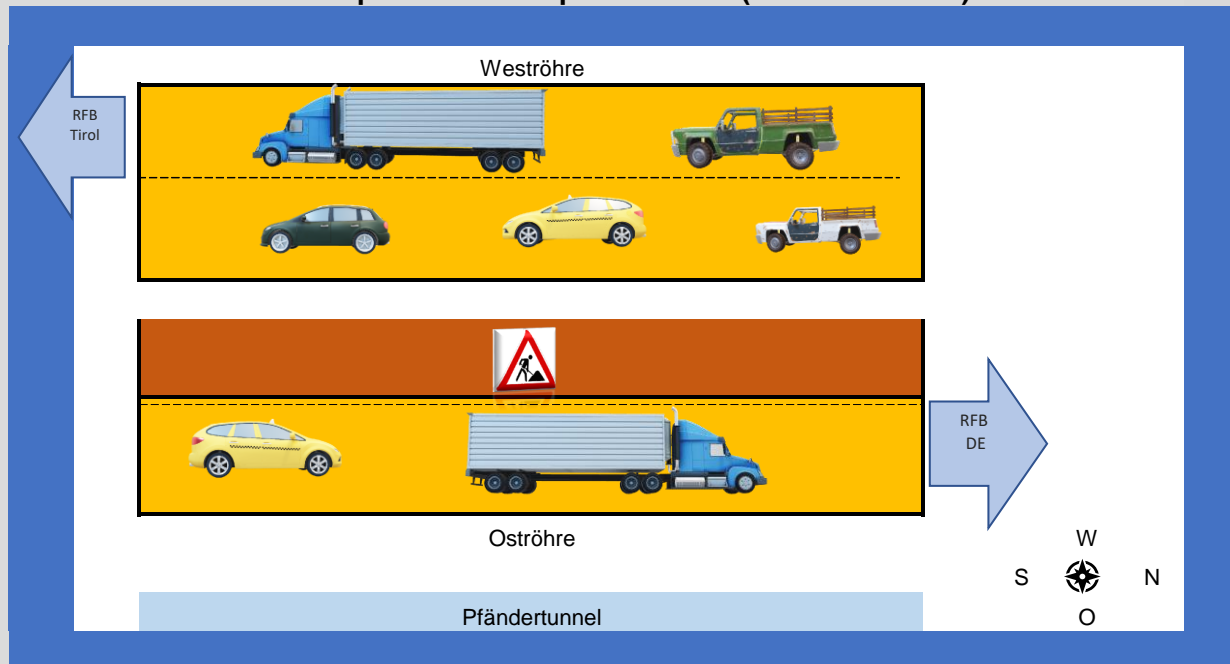 Weströhre
RFB
Tirol
RFB
DE
Oströhre
W
S N
O
Pfändertunnel